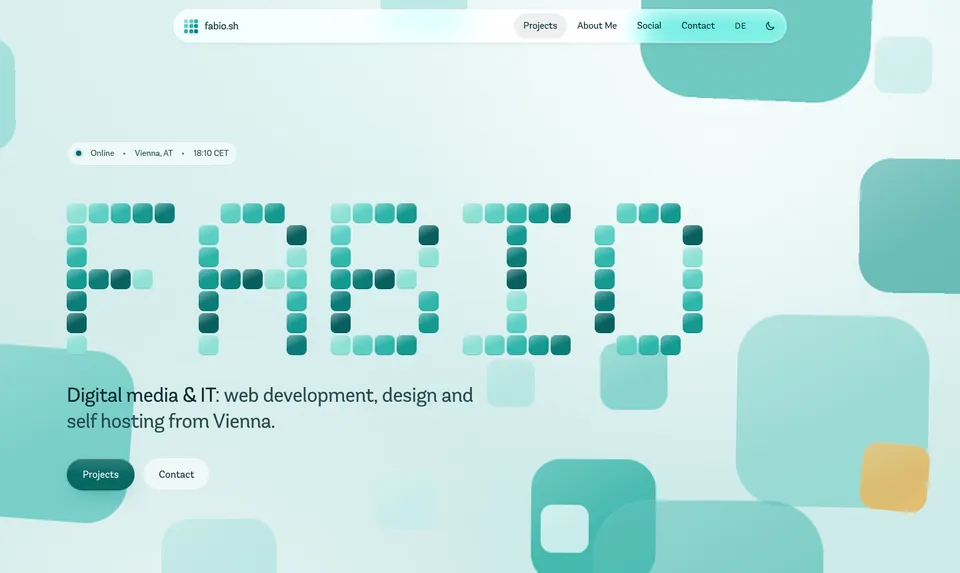 fabio.sh
Projects
About Me
Social
Contact
DE
Online • Vienna, AT • 18:10 CET
FABIO
Digital media & IT: web development, design and
self hosting from Vienna.
Projects
Contact